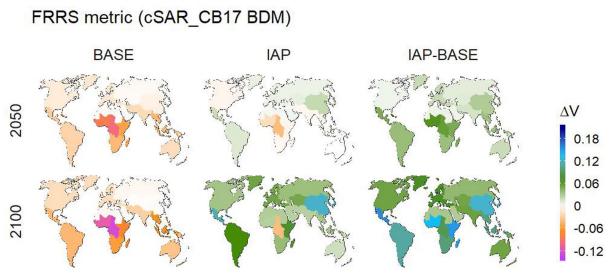 FRRS metric (cSAR_CB17 BDM)
BASE
IAP
IAP-BASE
2050
2100
ΔV
0.18
0.12
0.06
0.00
-0.06
-0.12